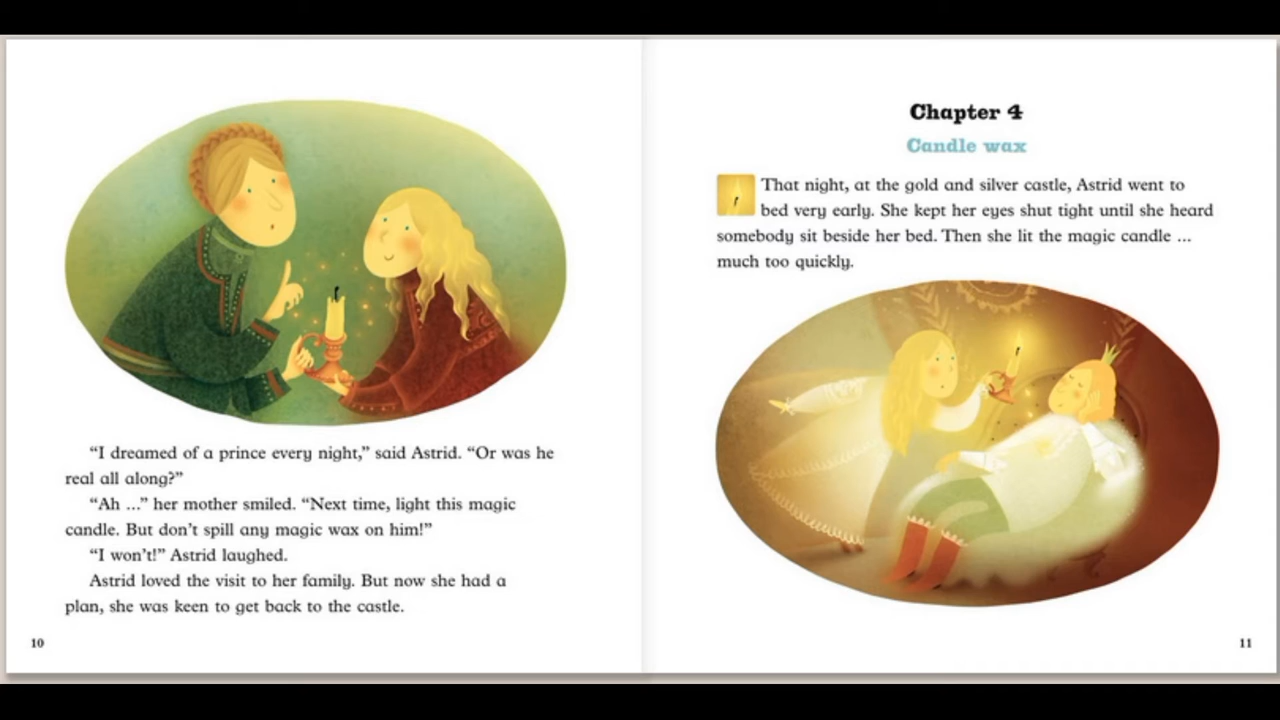 “I dreamed of a prince every night,” said Astrid. “Or was he
real all along?”
“Ah ...” her mother smiled. “Next time, light this magic
candle. But don’t spill any magic wax on him!”
“I won’t!” Astrid laughed.
Astrid loved the visit to her family. But now she had a
plan, she was keen to get back to the castle.
10
Chapter 4
Candle wax
That night, at the gold and silver castle, Astrid went to
bed very early. She kept her eyes shut tight until she heard
somebody sit beside her bed. Then she lit the magic candle ...
much too quickly.
11